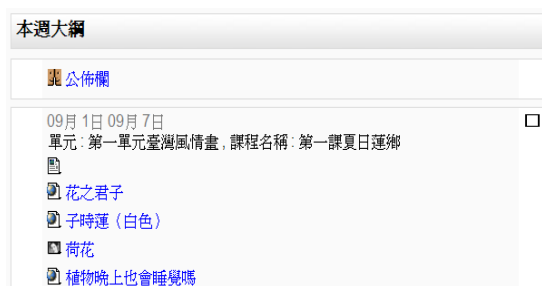 本週大綱
公佈欄
09月 1日 09月 7日
單元 : 第一單元臺灣風情畫 , 課程名稱 : 第一課夏日蓮鄉
花之君子
子時蓮（白色）
荷花
植物晚上也會睡覺嗎